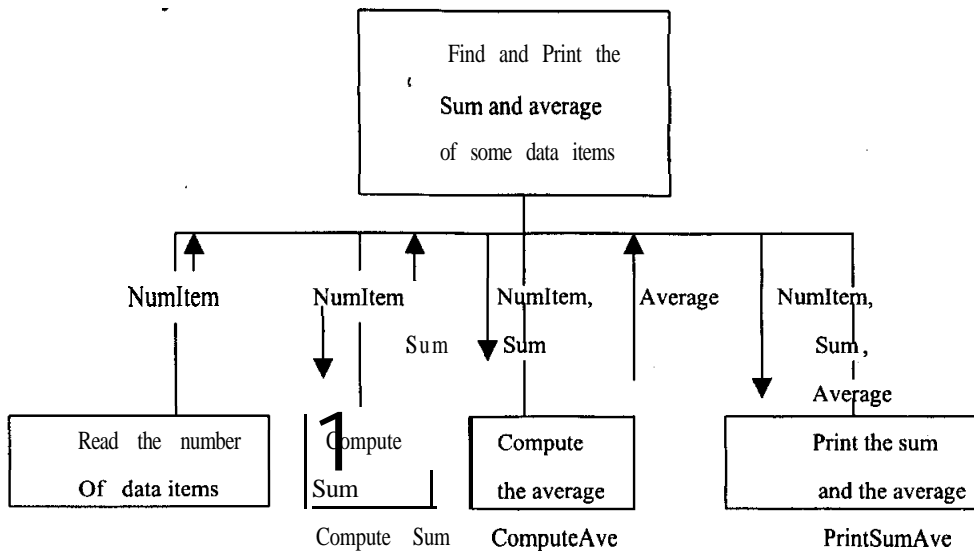 Find and Print the
Sum and average
of some data items
NumItem
NumItem
Sum
NumItem,
Sum
Average
NumItem,
Sum,
Average
Read the number
Of data items
1
Compute
Sum
Compute
the average
Print the sum
and the average
Compute Sum
ComputeAve
PrintSumAve